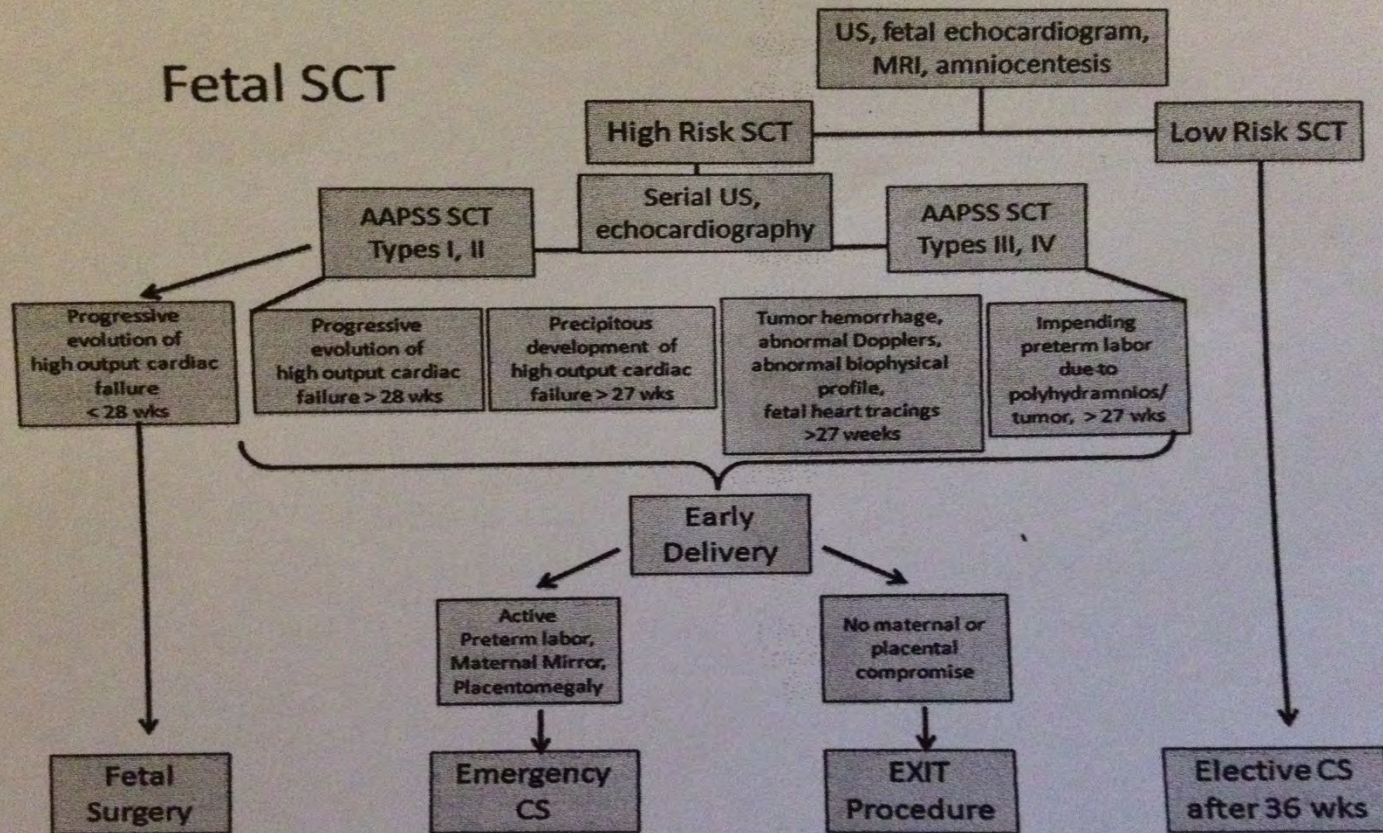 Fetal SCT
US, fetal echocardiogram,
MRI, amniocentesis
High Risk SCT
Low Risk SCT
Serial US,
echocardiography
AAPSS SCT
Types I, II
AAPSS SCT
Types III, IV
Progressive
evolution of
high output cardiac
failure
< 28 wks
Progressive
evolution of
high output cardiac
failure > 28 wks
Precipitous
development of
high output cardiac
failure > 27 wks
Tumor hemorrhage,
abnormal Dopplers,
abnormal biophysical
profile,
fetal heart tracings
>27 weeks
Impending
preterm labor
due to
polyhydramnios/
tumor, > 27 wks
Early
Delivery
Active
Preterm labor,
Maternal Mirror,
Placentomegaly
No maternal or
placental
compromise
Fetal
Surgery
Emergency
CS
EXIT
Procedure
Elective CS
after 36 wks